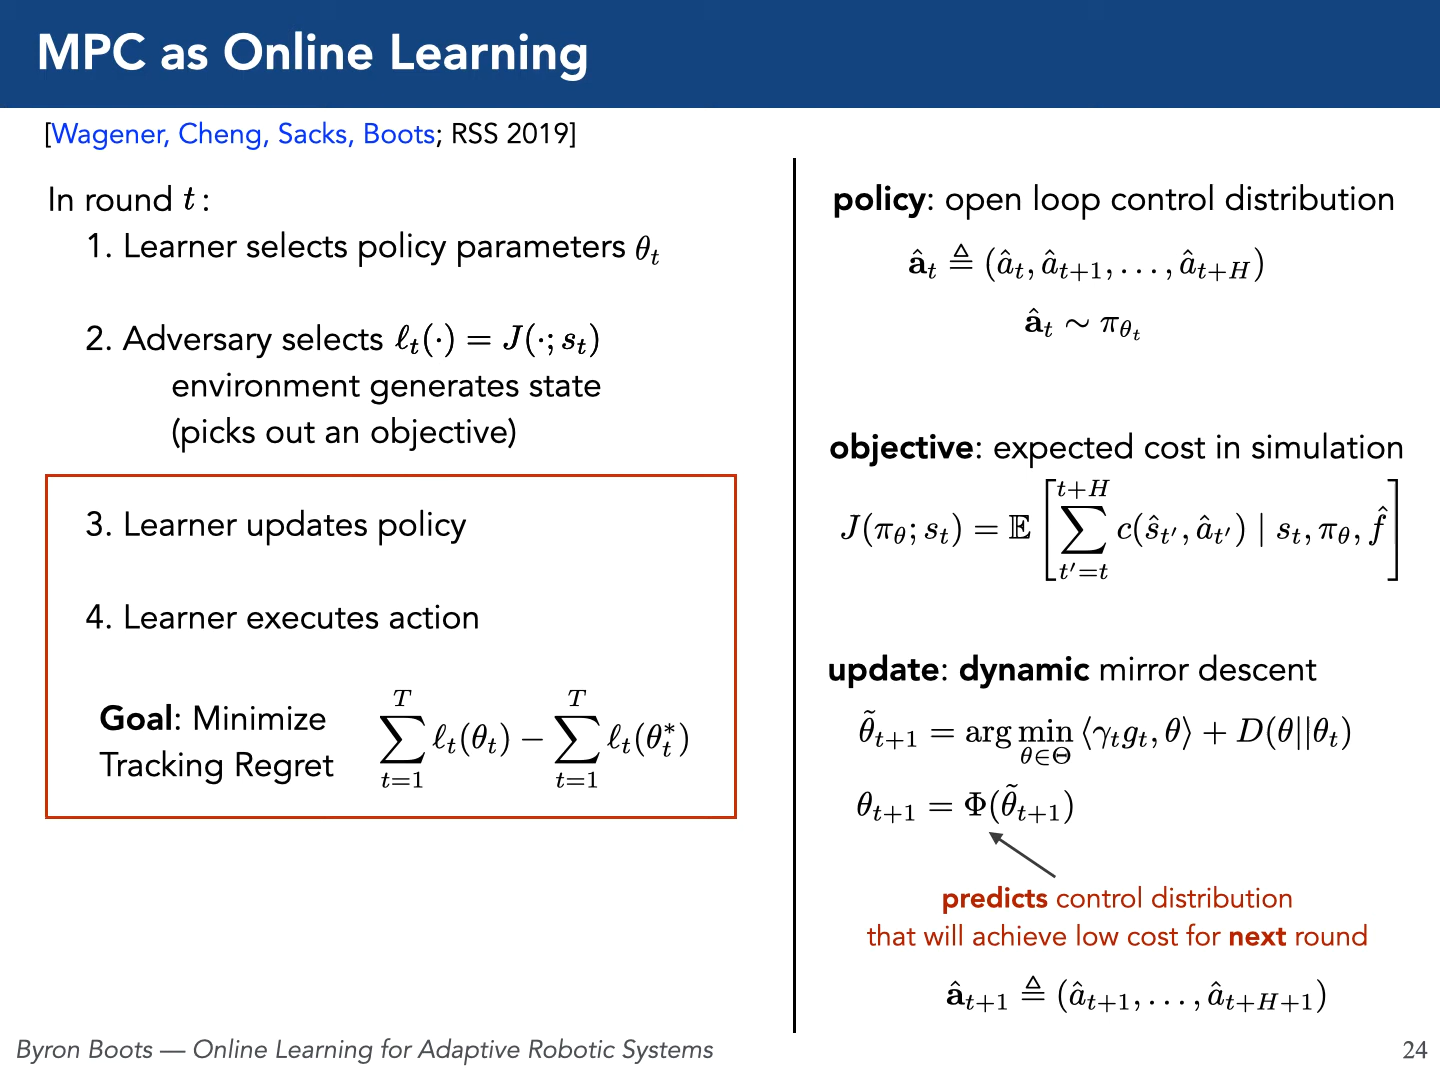 MPC as Online Learning
[Wagener, Cheng, Sacks, Boots; RSS 2019]
In round t :
1. Learner selects policy parameters θ_t
2. Adversary selects ℓ_t(·) = J(·; s_t)
environment generates state
(picks out an objective)
3. Learner updates policy
4. Learner executes action
Goal: Minimize
Tracking Regret
∑_{t=1}^{T} ℓ_t(θ_t) − ∑_{t=1}^{T} ℓ_t(θ_t^*)
policy: open loop control distribution
â_t ≜ (â_t, â_{t+1}, . . . , â_{t+H})
â_t ∼ π_{θ_t}
objective: expected cost in simulation
J(π_θ; s_t) = 𝔼 [ ∑_{t'=t}^{t+H} c(ŝ_{t'}, â_{t'}) | s_t, π_θ, f̂ ]
update: dynamic mirror descent
θ̃_{t+1} = arg min_{θ∈Θ} ⟨γ_t g_t, θ⟩ + D(θ||θ_t)
θ_{t+1} = Φ(θ̃_{t+1})
predicts control distribution
that will achieve low cost for next round
â_{t+1} ≜ (â_{t+1}, . . . , â_{t+H+1})
Byron Boots — Online Learning for Adaptive Robotic Systems
24